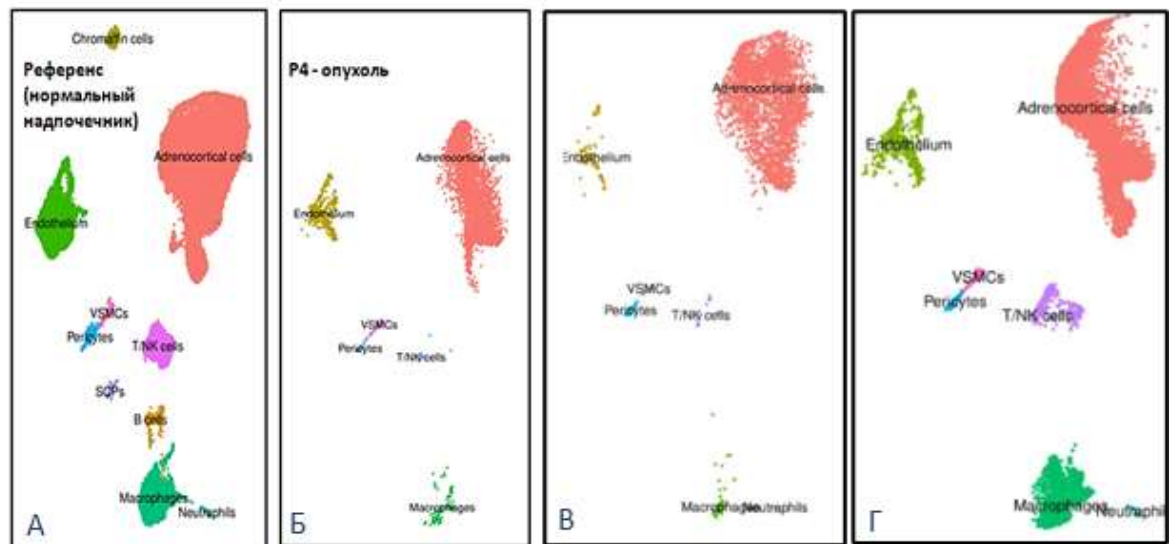 Chromaffin cells
Референс
(нормальный
надпочечник)
Adrenocortical cells
Endothelium
VSMCs
Pericytes
T/NK cells
SCPs
B cells
Macrophages
Neutrophils
А
P4 - опухоль
Adrenocortical cells
Endothelium
VSMCs
Pericytes
T/NK cells
Macrophages
Б
Adrenocortical cells
Endothelium
VSMCs
Pericytes
T/NK cells
Macrophages
Neutrophils
В
Adrenocortical cells
Endothelium
VSMCs
Pericytes
T/NK cells
Macrophages
Neutrophils
Г